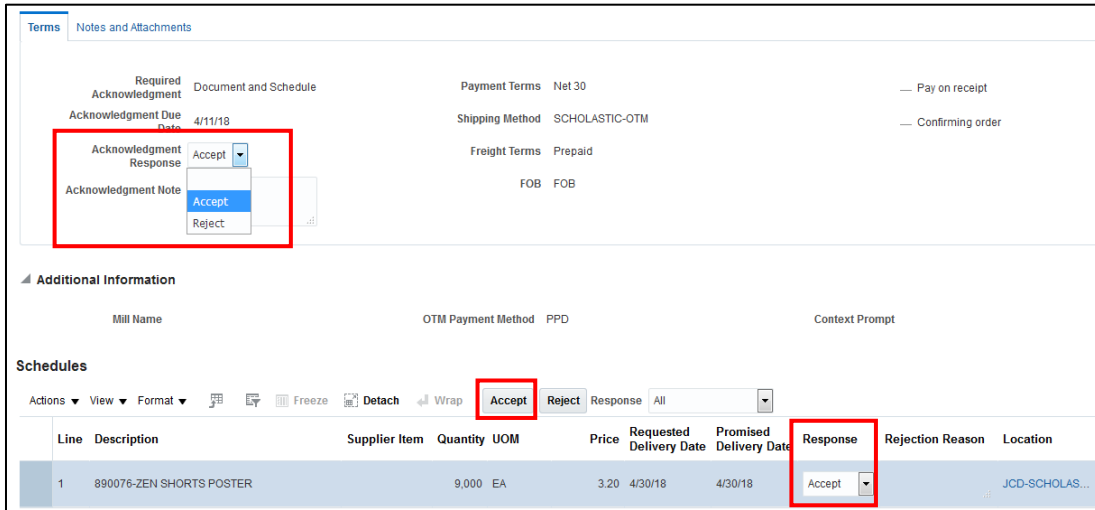 Terms Notes and Attachments
Required Acknowledgment Document and Schedule Payment Terms Net 30 Pay on receipt
Acknowledgment Due Date 4/11/18 Shipping Method SCHOLASTIC-OTM Confirming order
Acknowledgment Response Accept Freight Terms Prepaid
Acknowledgment Note FOB FOB
Accept
Reject
Additional Information
Mill Name OTM Payment Method PPD Context Prompt
Schedules
Actions View Format Freeze Detach Wrap Accept Reject Response All
Line Description Supplier Item Quantity UOM Price Requested Delivery Date Promised Delivery Date Response Rejection Reason Location
1 890076-ZEN SHORTS POSTER 9,000 EA 3.20 4/30/18 4/30/18 Accept JCD-SCHOLAS...